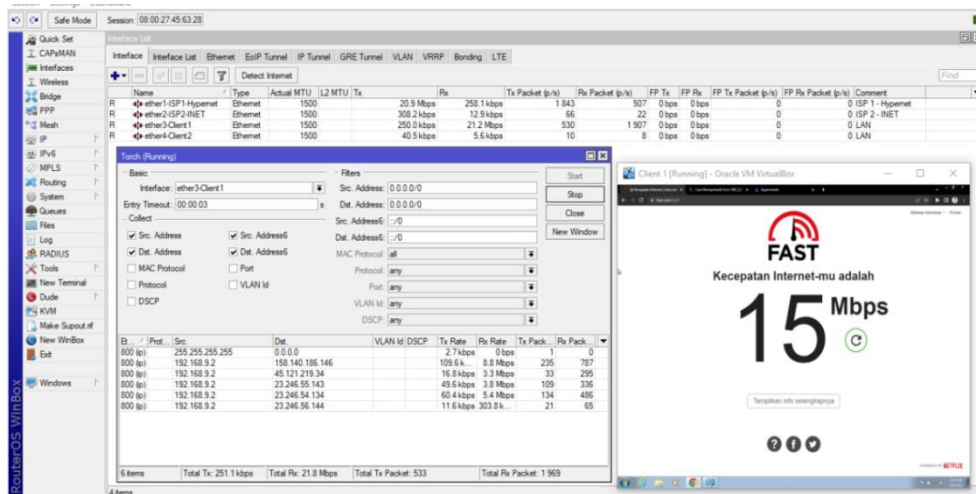 Safe Mode Session: 08:00:27:45:63:28
Quick Set
CAPsMAN
Interfaces
Wireless
Bridge
PPP
Mesh
IP
IPv6
MPLS
Routing
System
Queues
Files
Log
RADIUS
Tools
New Terminal
Dude
KVM
Make Supout.rif
New WinBox
Exit
Windows
RouterOS WinBox
Interface List
Interface Interface List Ethernet EoIP Tunnel IP Tunnel GRE Tunnel VLAN VRRP Bonding LTE
Detect Internet Find
Name Type Actual MTU L2 MTU Tx Rx Tx Packet (p/s) Rx Packet (p/s) FP Tx FP Rx FP Tx Packet (p/s) FP Rx Packet (p/s) Comment
R ether1-ISP1-Hypernet Ethernet 1500 20.9 Mbps 258.1 kbps 1 843 507 0 bps 0 bps 0 0 ISP 1 - Hypernet
R ether2-ISP2-INET Ethernet 1500 308.2 kbps 12.9 kbps 66 22 0 bps 0 bps 0 0 ISP 2 - INET
R ether3-Client1 Ethernet 1500 250.0 kbps 21.2 Mbps 530 1 907 0 bps 0 bps 0 0 LAN
R ether4-Client2 Ethernet 1500 40.5 kbps 5.6 kbps 10 8 0 bps 0 bps 0 0 LAN
Torch (Running)
Basic
Interface: ether3-Client1
Entry Timeout: 00:00:03 s
Collect
Src. Address Src. Address6
Dst. Address Dst. Address6
MAC Protocol Port
Protocol VLAN Id
DSCP
Filters
Src. Address: 0.0.0.0/0
Dst. Address: 0.0.0.0/0
Src. Address6: ::/0
Dst. Address6: ::/0
MAC Protocol: all
Protocol: any
Port: any
VLAN Id: any
DSCP: any
Start
Stop
Close
New Window
Et... Prot... Src. Dst. VLAN Id DSCP Tx Rate Rx Rate Tx Pack... Rx Pack...
800 (ip) 255.255.255.255 0.0.0.0 2.7 kbps 0 bps 1 0
800 (ip) 192.168.9.2 158.140.186.146 109.6 k... 8.8 Mbps 235 787
800 (ip) 192.168.9.2 45.121.219.34 16.8 kbps 3.3 Mbps 33 295
800 (ip) 192.168.9.2 23.246.55.143 49.6 kbps 3.8 Mbps 109 336
800 (ip) 192.168.9.2 23.246.54.134 60.4 kbps 5.4 Mbps 134 486
800 (ip) 192.168.9.2 23.246.56.144 11.6 kbps 303.8 k... 21 65
6 items Total Tx: 251.1 kbps Total Rx: 21.8 Mbps Total Tx Packet: 533 Total Rx Packet: 1 969
4 items
Client 1 [Running] - Oracle VM VirtualBox
FAST
Kecepatan Internet-mu adalah
15 Mbps
Tampilkan info selengkapnya
POWERED BY NETFLIX